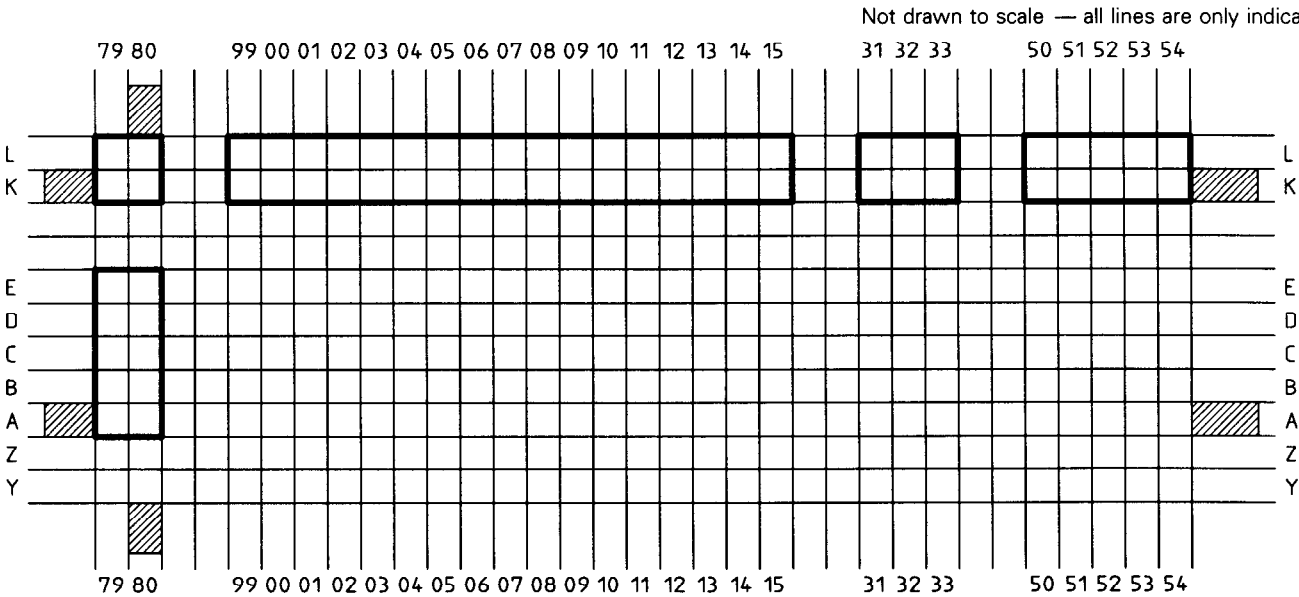 Not drawn to scale — all lines are only indica
79 80 99 00 01 02 03 04 05 06 07 08 09 10 11 12 13 14 15 31 32 33 50 51 52 53 54
L L
K K
E E
D D
C C
B B
A A
Z Z
Y Y
79 80 99 00 01 02 03 04 05 06 07 08 09 10 11 12 13 14 15 31 32 33 50 51 52 53 54